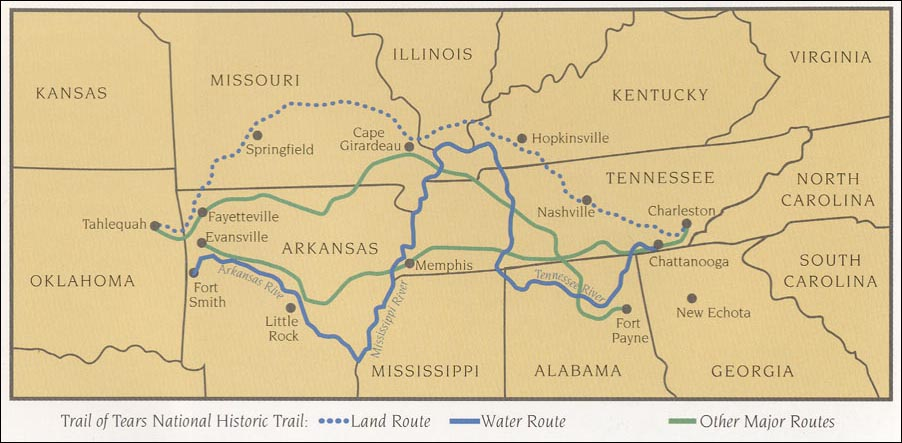 ILLINOIS
VIRGINIA
MISSOURI
KANSAS
KENTUCKY
Cape
Girardeau
Hopkinsville
Springfield
TENNESSEE
NORTH
CAROLINA
Nashville
Charleston
Tahlequah
Fayetteville
Evansville
ARKANSAS
Chattanooga
SOUTH
CAROLINA
OKLAHOMA
Memphis
Arkansas Rive
Tennessee River
Fort
Smith
Mississippi River
New Echota
Little
Rock
Fort
Payne
MISSISSIPPI
ALABAMA
GEORGIA
Trail of Tears National Historic Trail: Land Route Water Route Other Major Routes